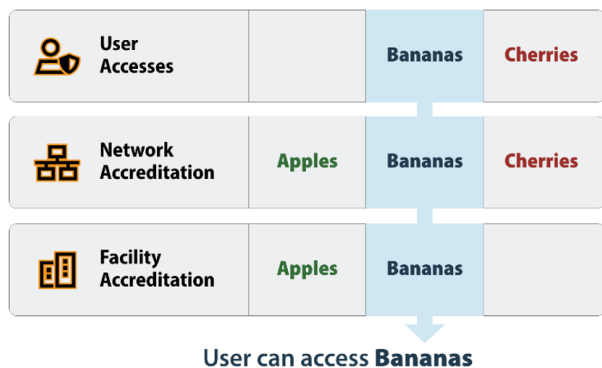 User
Accesses
Bananas
Cherries
Network
Accreditation
Apples
Bananas
Cherries
Facility
Accreditation
Apples
Bananas
User can access Bananas